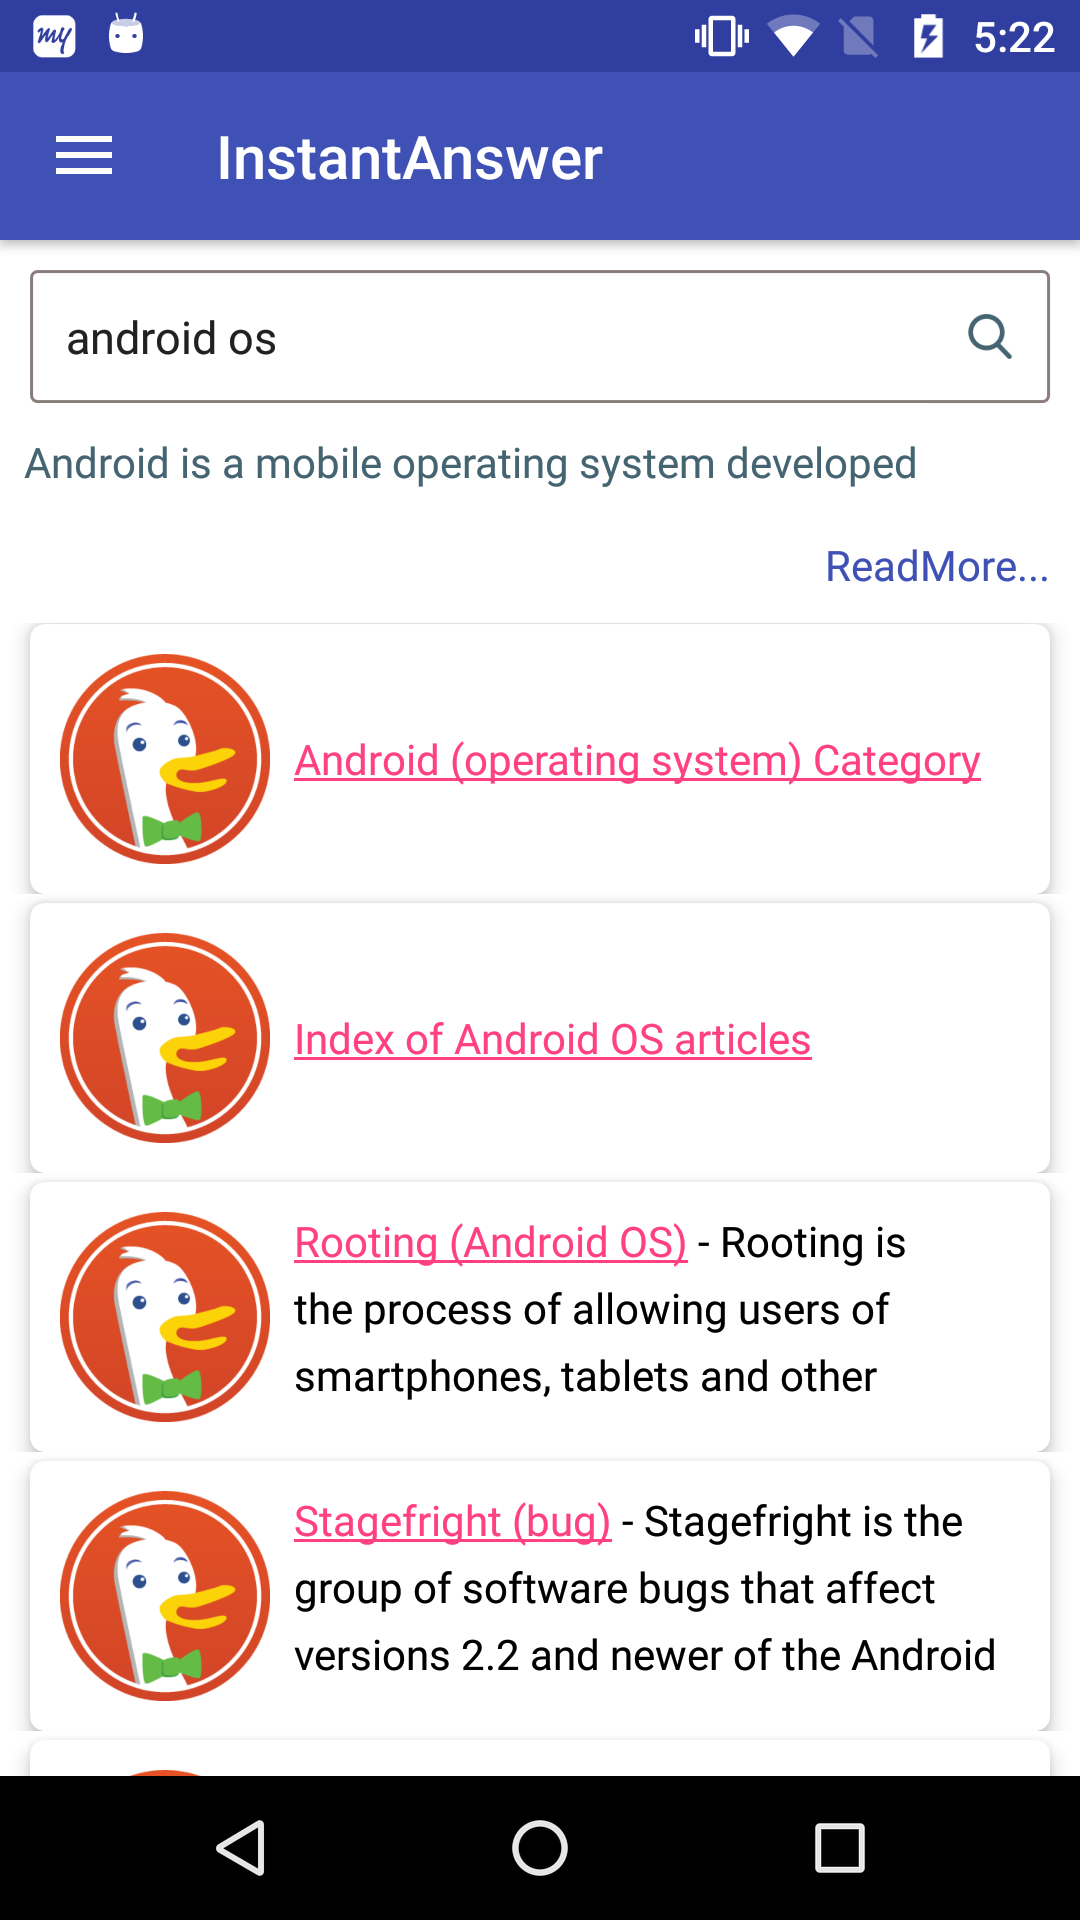 my
5:22
InstantAnswer
android os
Android is a mobile operating system developed
ReadMore...
Android (operating system) Category
Index of Android OS articles
Rooting (Android OS) - Rooting is
the process of allowing users of
smartphones, tablets and other
Stagefright (bug) - Stagefright is the
group of software bugs that affect
versions 2.2 and newer of the Android